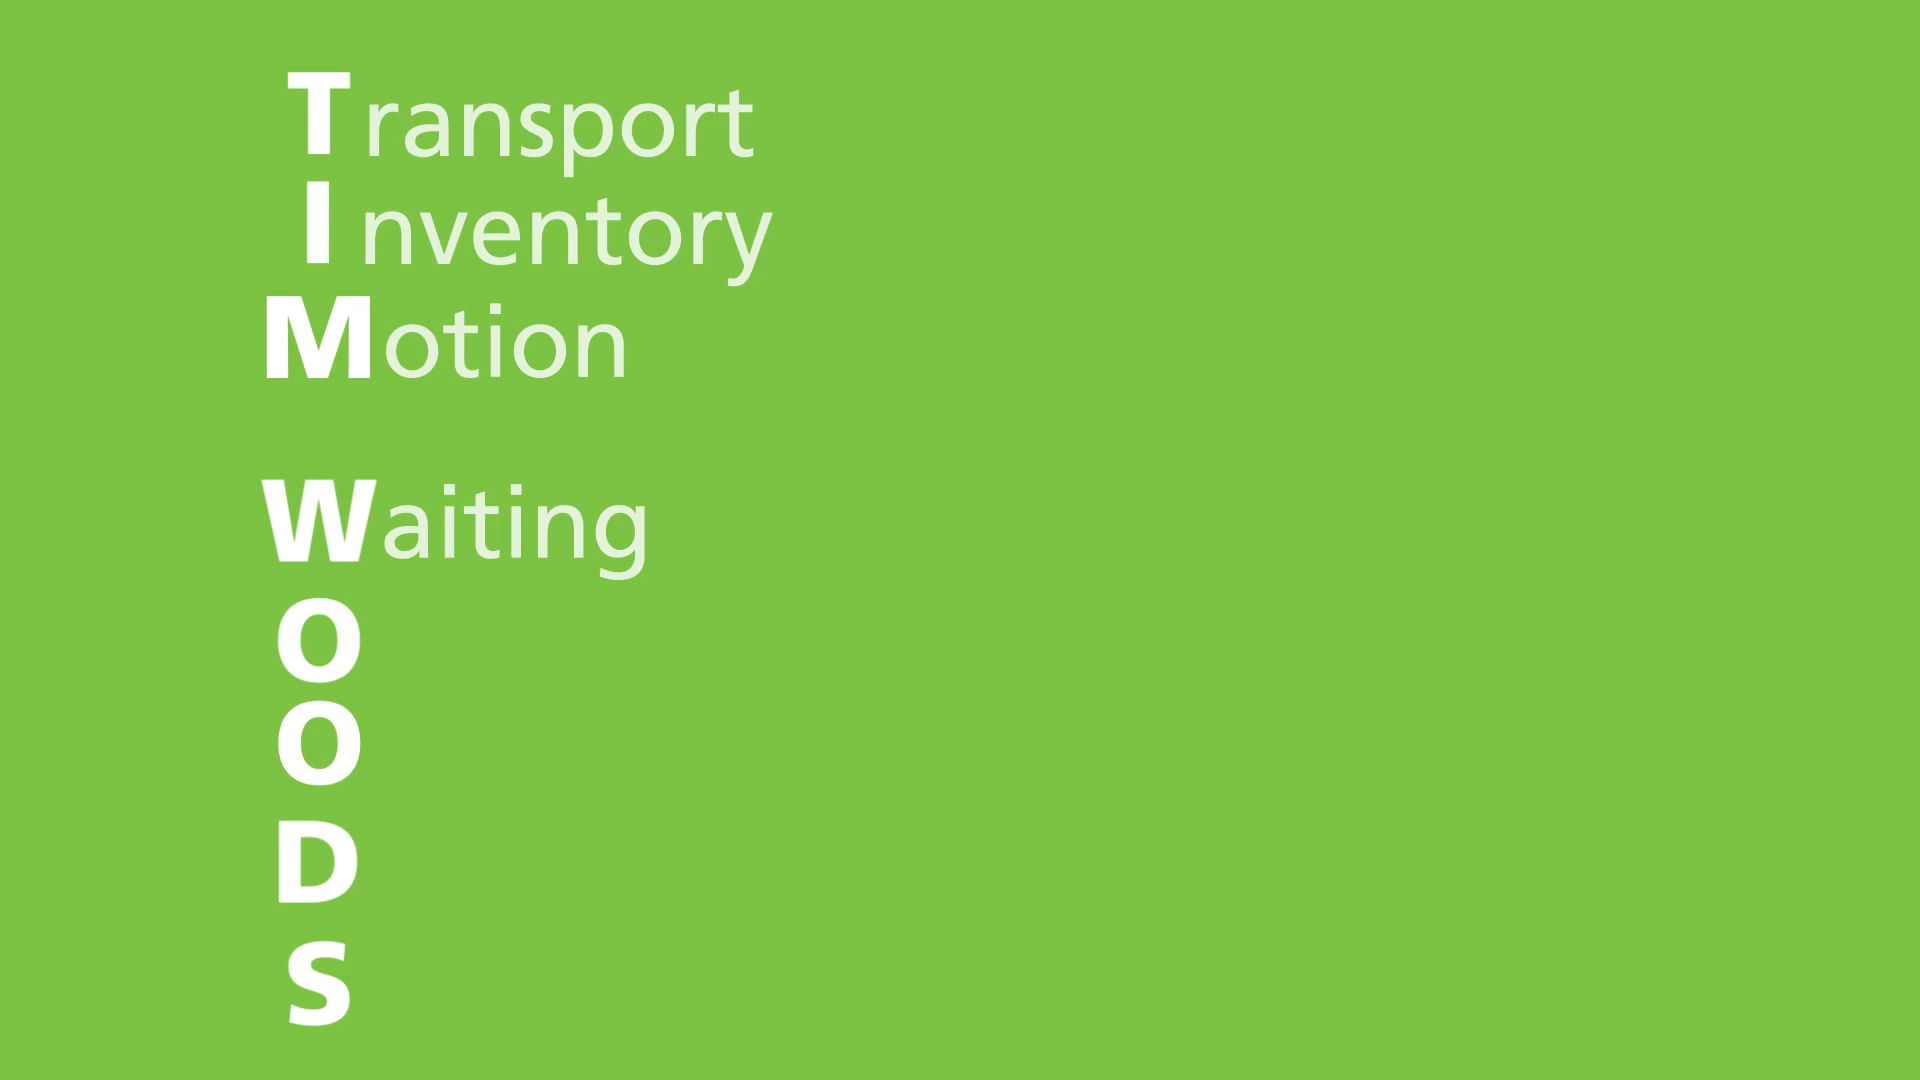 Transport
Inventory
Motion
Waiting
O
O
D
S